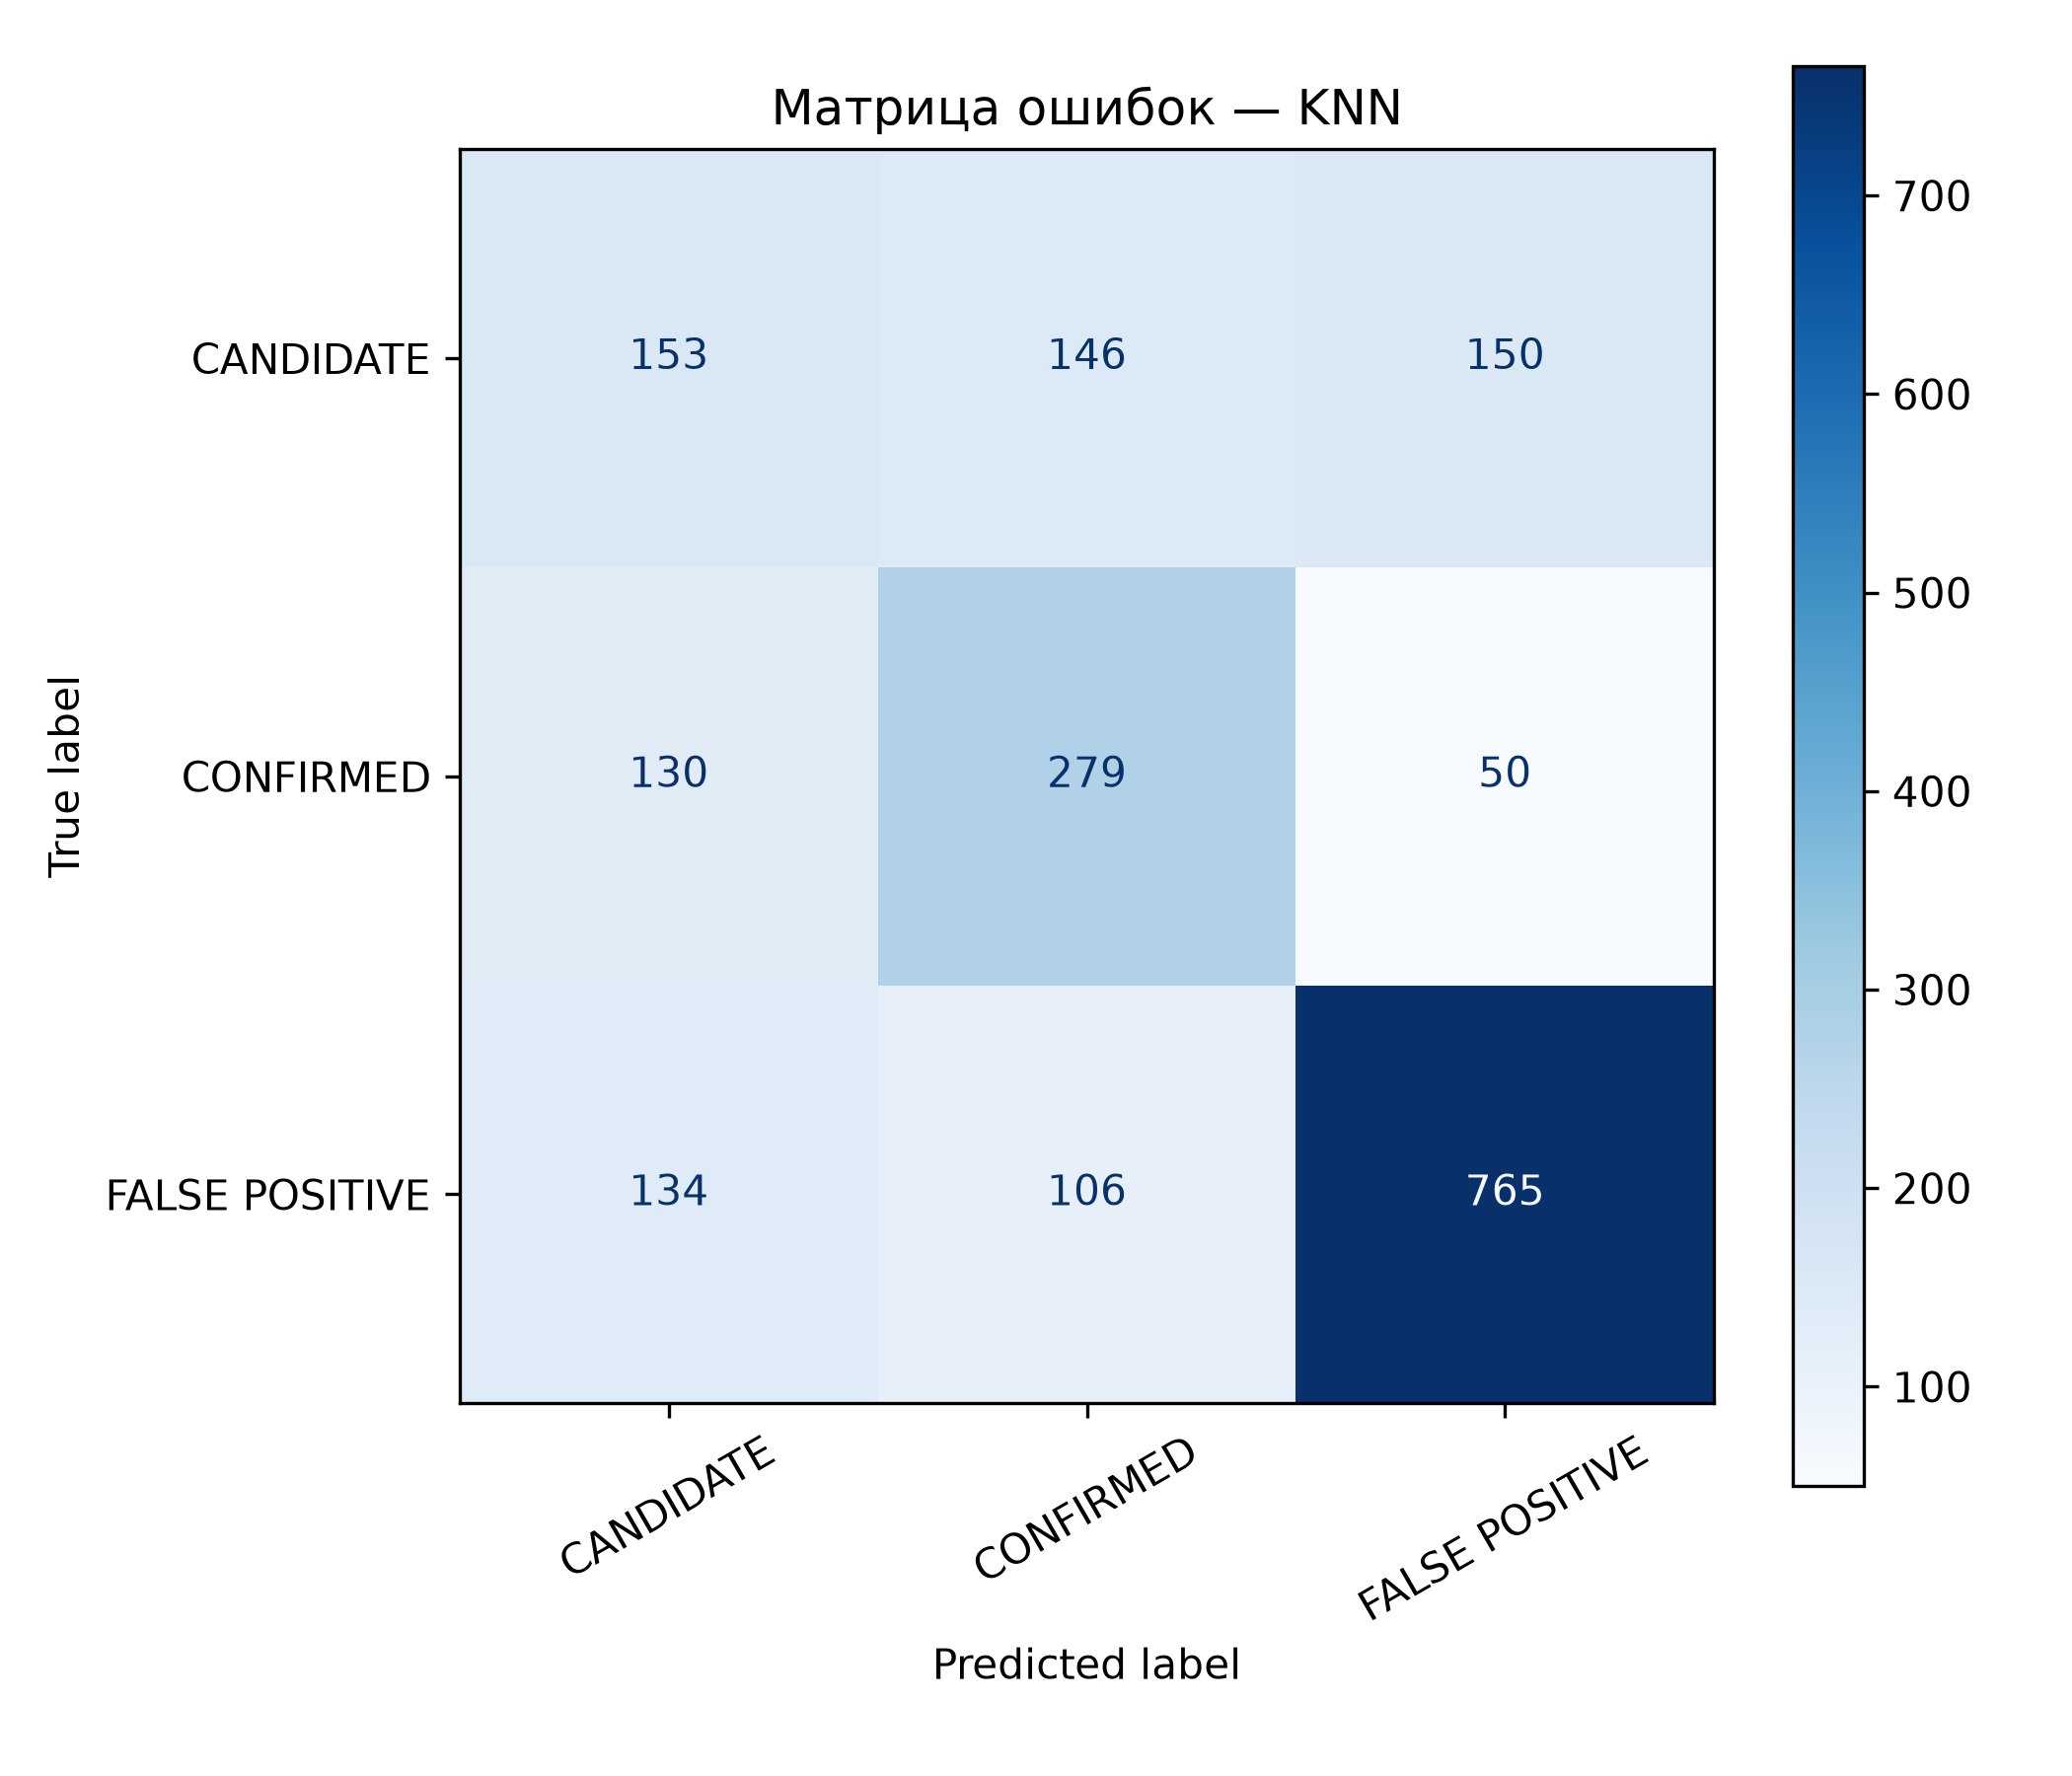 Матрица ошибок — KNN
True label
CANDIDATE
153
146
150
CONFIRMED
130
279
50
FALSE POSITIVE
134
106
765
CANDIDATE
CONFIRMED
FALSE POSITIVE
Predicted label
700
600
500
400
300
200
100